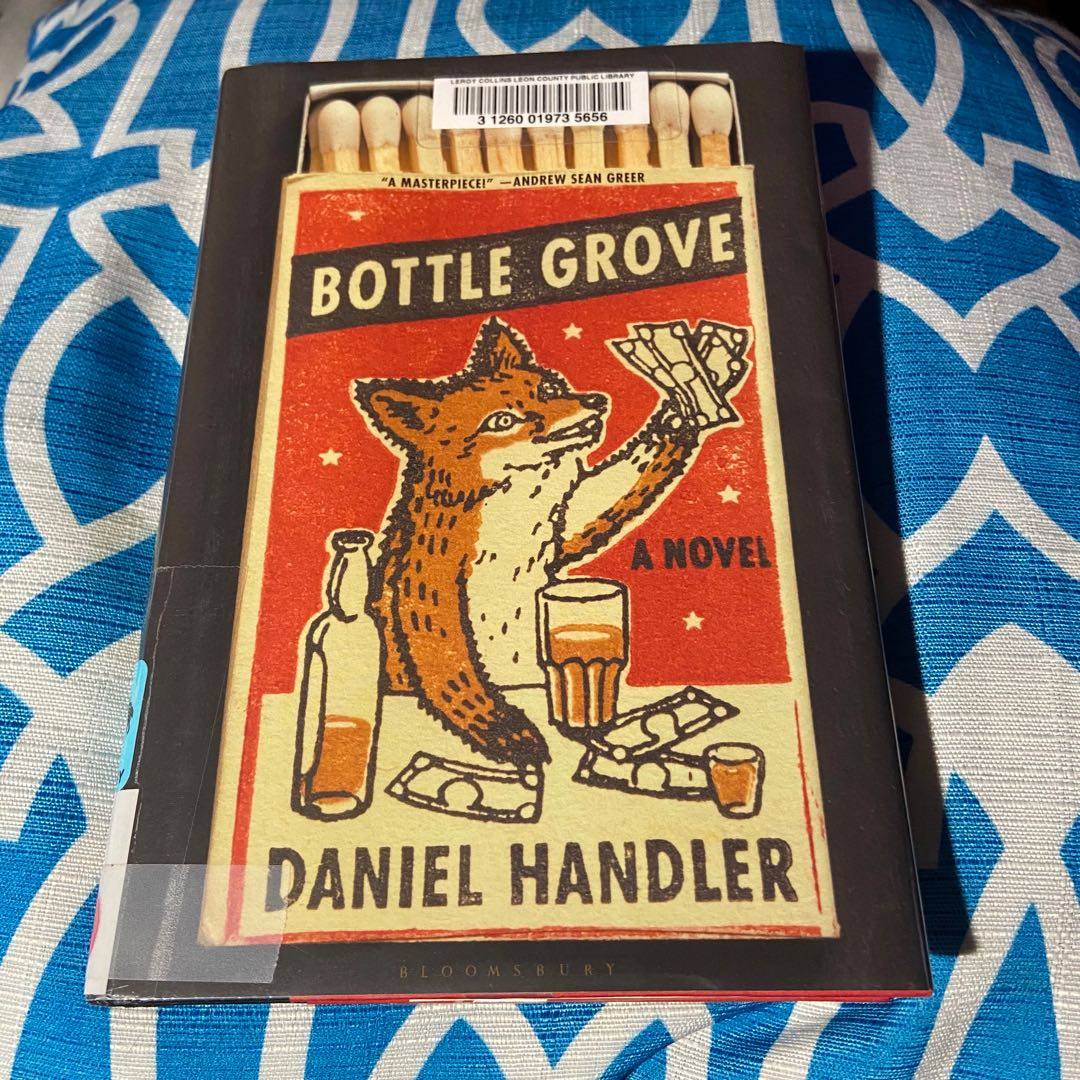 LEROY COLLINS LEON COUNTY PUBLIC LIBRARY
3 1260 01973 5656
"A MASTERPIECE!" —ANDREW SEAN GREER
BOTTLE GROVE
A NOVEL
DANIEL HANDLER
BLOOMSBURY